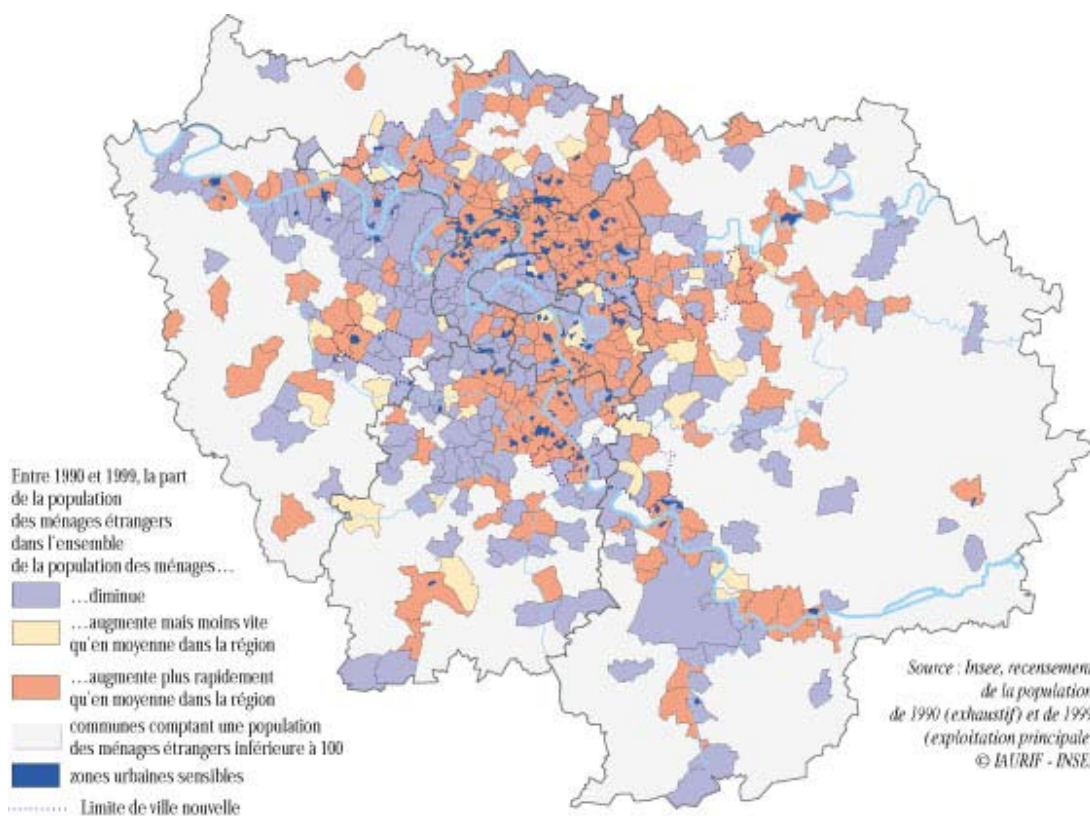 Entre 1990 et 1999, la part
de la population
des ménages étrangers
dans l'ensemble
de la population des ménages…
…diminue
…augmente mais moins vite
qu'en moyenne dans la région
…augmente plus rapidement
qu'en moyenne dans la région
communes comptant une population
des ménages étrangers inférieure à 100
zones urbaines sensibles
Limite de ville nouvelle
Source : Insee, recensemen
de la population
de 1990 (exhaustif) et de 199
(exploitation principale
© IAURIF - INSE